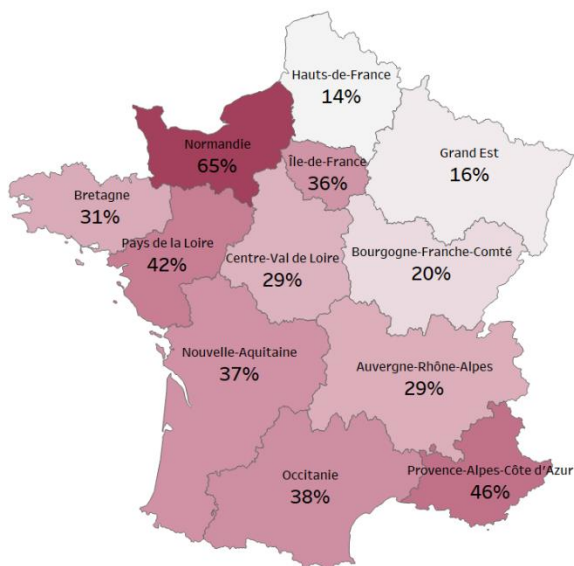 Hauts-de-France
14%
Normandie
65%
Île-de-France
36%
Grand Est
16%
Bretagne
31%
Pays de la Loire
42%
Centre-Val de Loire
29%
Bourgogne-Franche-Comté
20%
Nouvelle-Aquitaine
37%
Auvergne-Rhône-Alpes
29%
Occitanie
38%
Provence-Alpes-Côte d'Azur
46%